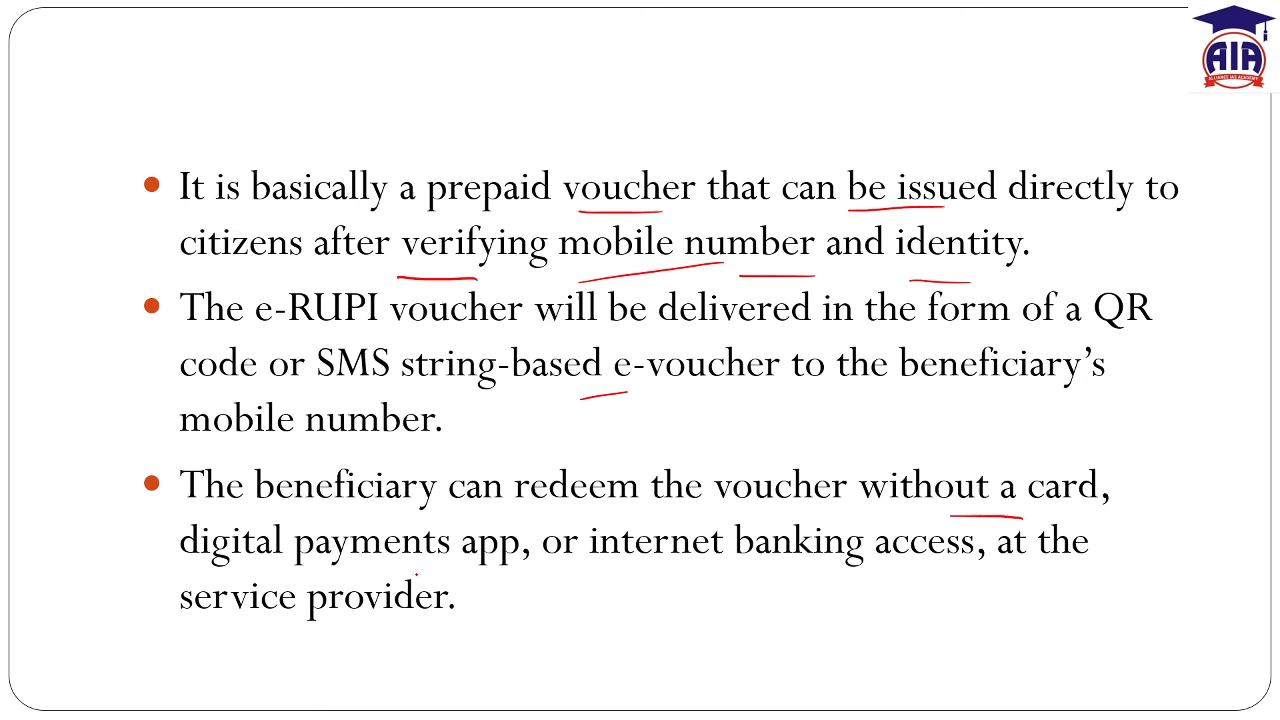 AIA
ALLIANCE IAS ACADEMY
• It is basically a prepaid voucher that can be issued directly to
citizens after verifying mobile number and identity.
• The e-RUPI voucher will be delivered in the form of a QR
code or SMS string-based e-voucher to the beneficiary’s
mobile number.
• The beneficiary can redeem the voucher without a card,
digital payments app, or internet banking access, at the
service provider.